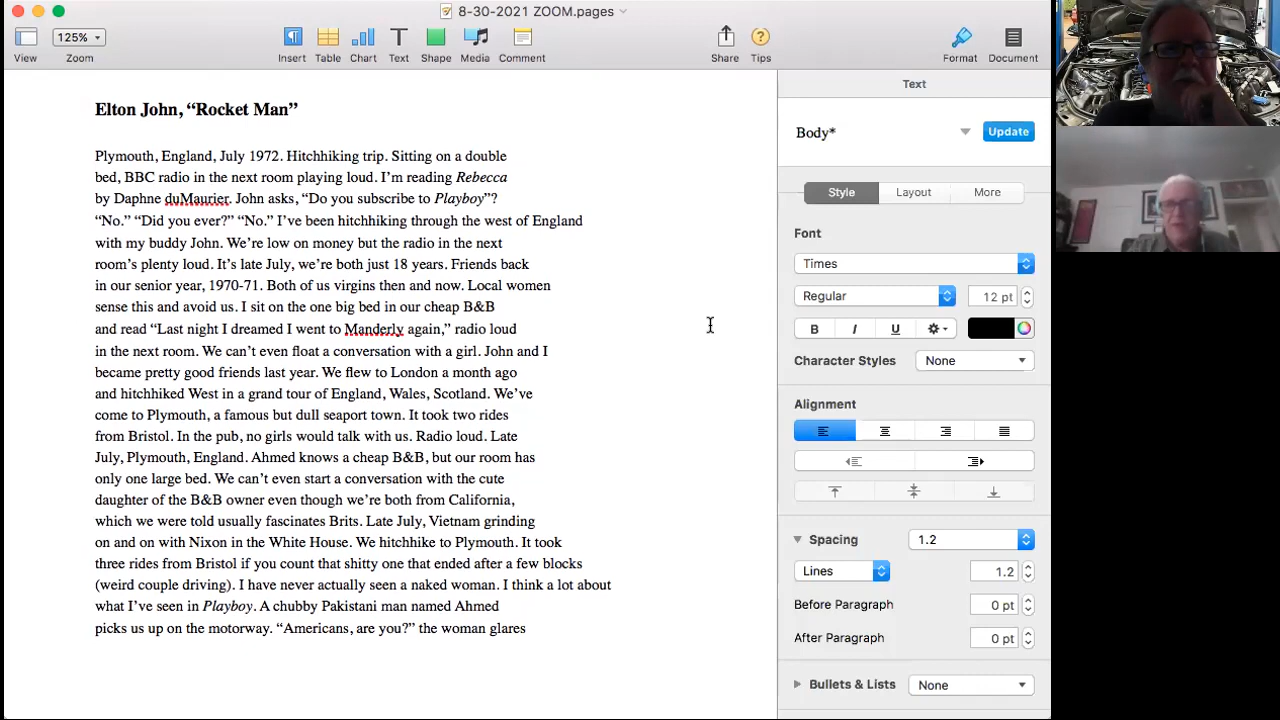 8-30-2021 ZOOM.pages
125%
View
Zoom
Insert
Table
Chart
Text
Shape
Media
Comment
Share
Tips
Format
Document
Elton John, “Rocket Man”
Plymouth, England, July 1972. Hitchhiking trip. Sitting on a double
bed, BBC radio in the next room playing loud. I’m reading Rebecca
by Daphne duMaurier. John asks, “Do you subscribe to Playboy”?
“No.” “Did you ever?” “No.” I’ve been hitchhiking through the west of England
with my buddy John. We’re low on money but the radio in the next
room’s plenty loud. It’s late July, we’re both just 18 years. Friends back
in our senior year, 1970-71. Both of us virgins then and now. Local women
sense this and avoid us. I sit on the one big bed in our cheap B&B
and read “Last night I dreamed I went to Manderly again,” radio loud
in the next room. We can’t even float a conversation with a girl. John and I
became pretty good friends last year. We flew to London a month ago
and hitchhiked West in a grand tour of England, Wales, Scotland. We’ve
come to Plymouth, a famous but dull seaport town. It took two rides
from Bristol. In the pub, no girls would talk with us. Radio loud. Late
July, Plymouth, England. Ahmed knows a cheap B&B, but our room has
only one large bed. We can’t even start a conversation with the cute
daughter of the B&B owner even though we’re both from California,
which we were told usually fascinates Brits. Late July, Vietnam grinding
on and on with Nixon in the White House. We hitchhike to Plymouth. It took
three rides from Bristol if you count that shitty one that ended after a few blocks
(weird couple driving). I have never actually seen a naked woman. I think a lot about
what I’ve seen in Playboy. A chubby Pakistani man named Ahmed
picks us up on the motorway. “Americans, are you?” the woman glares
Text
Body*
Update
Style
Layout
More
Font
Times
Regular
12 pt
B
I
U
Character Styles
None
Alignment
Spacing
1.2
Lines
1.2
Before Paragraph
0 pt
After Paragraph
0 pt
Bullets & Lists
None